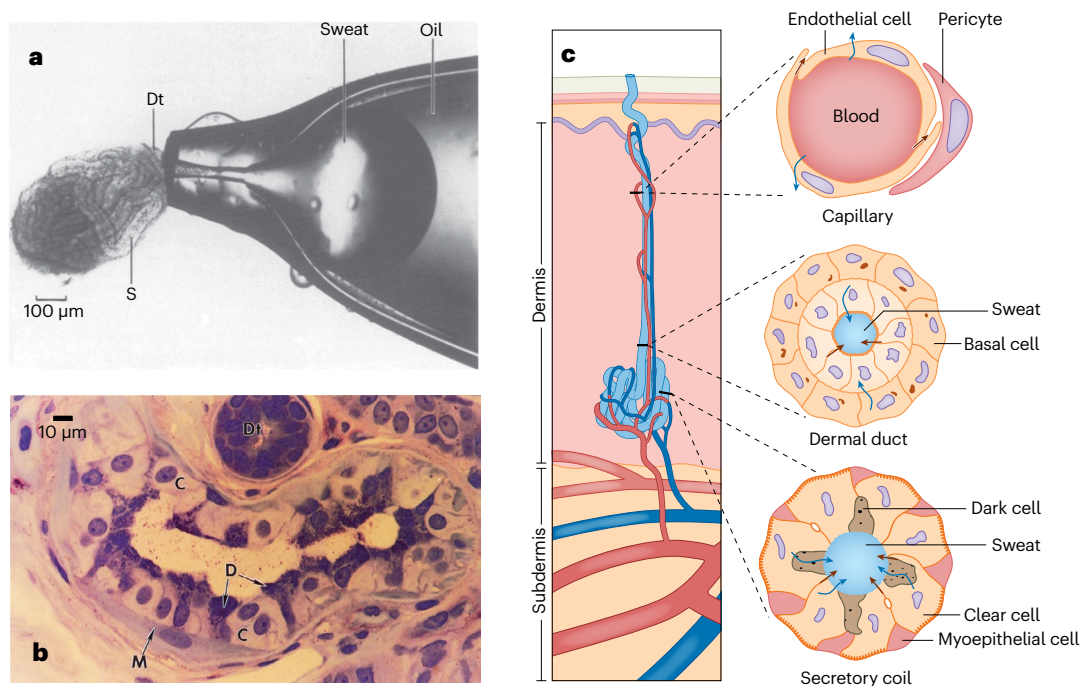 a
Sweat
Oil
Dt
S
100 µm
b
10 µm
Dt
C
D
C
M
c
Dermis
Subdermis
Endothelial cell
Pericyte
Blood
Capillary
Sweat
Basal cell
Dermal duct
Dark cell
Sweat
Clear cell
Myoepithelial cell
Secretory coil